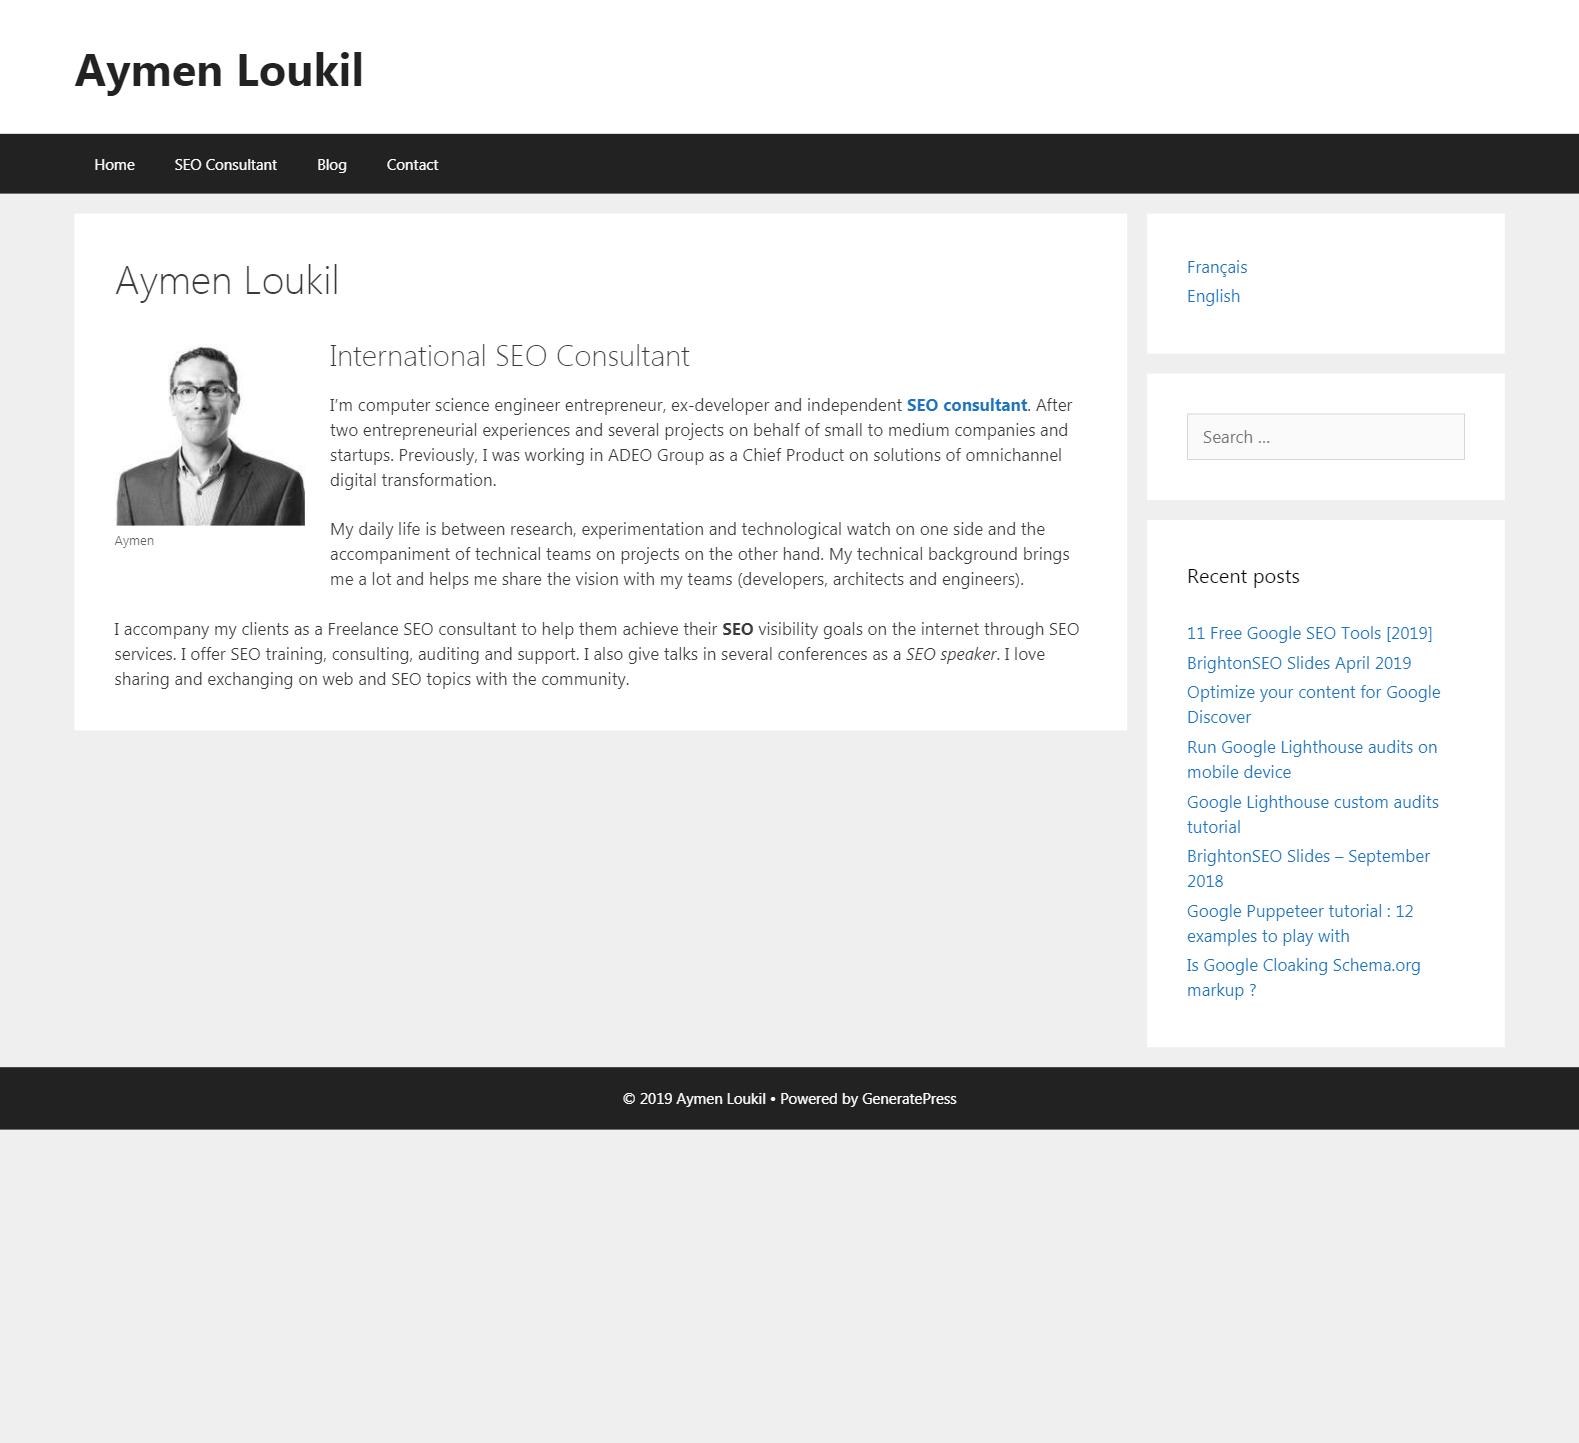 Aymen Loukil
Home
SEO Consultant
Blog
Contact
Aymen Loukil
Aymen
International SEO Consultant
I'm computer science engineer entrepreneur, ex-developer and independent SEO consultant. After
two entrepreneurial experiences and several projects on behalf of small to medium companies and
startups. Previously, I was working in ADEO Group as a Chief Product on solutions of omnichannel
digital transformation.
My daily life is between research, experimentation and technological watch on one side and the
accompaniment of technical teams on projects on the other hand. My technical background brings
me a lot and helps me share the vision with my teams (developers, architects and engineers).
I accompany my clients as a Freelance SEO consultant to help them achieve their SEO visibility goals on the internet through SEO
services. I offer SEO training, consulting, auditing and support. I also give talks in several conferences as a SEO speaker. I love
sharing and exchanging on web and SEO topics with the community.
Français
English
Search ...
Recent posts
11 Free Google SEO Tools [2019]
BrightonSEO Slides April 2019
Optimize your content for Google
Discover
Run Google Lighthouse audits on
mobile device
Google Lighthouse custom audits
tutorial
BrightonSEO Slides – September
2018
Google Puppeteer tutorial : 12
examples to play with
Is Google Cloaking Schema.org
markup ?
© 2019 Aymen Loukil • Powered by GeneratePress